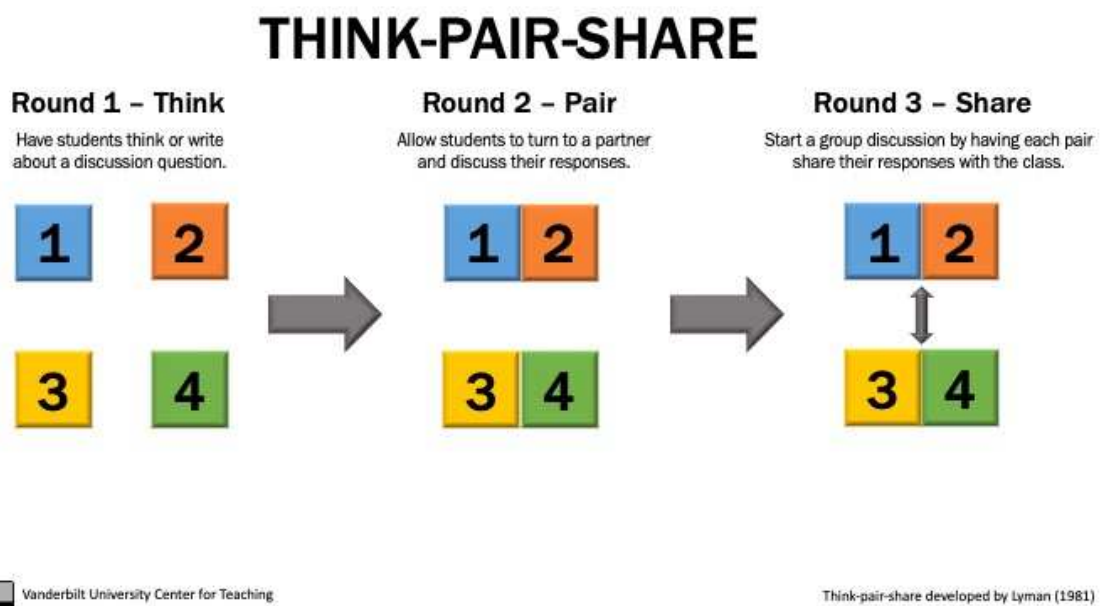 THINK-PAIR-SHARE
Round 1 – Think
Have students think or write
about a discussion question.
Round 2 – Pair
Allow students to turn to a partner
and discuss their responses.
Round 3 – Share
Start a group discussion by having each pair
share their responses with the class.
1 2
3 4
1 2
3 4
1 2
3 4
Vanderbilt University Center for Teaching
Think-pair-share developed by Lyman (1981)